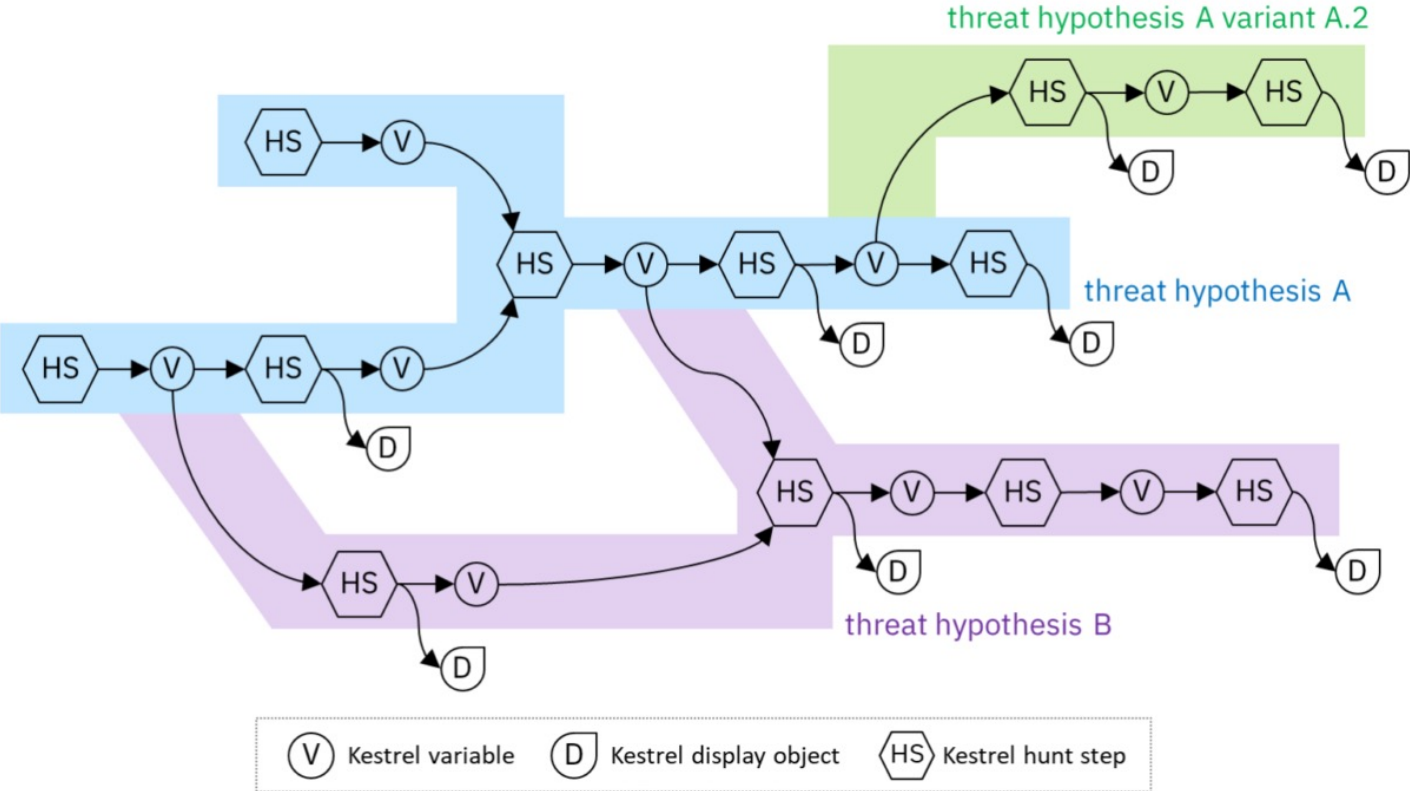 threat hypothesis A variant A.2
HS V HS
HS V
D D
HS V HS V HS
threat hypothesis A
D D
HS V HS V
D
HS V HS V HS
D D
HS V
threat hypothesis B
D
V Kestrel variable D Kestrel display object HS Kestrel hunt step